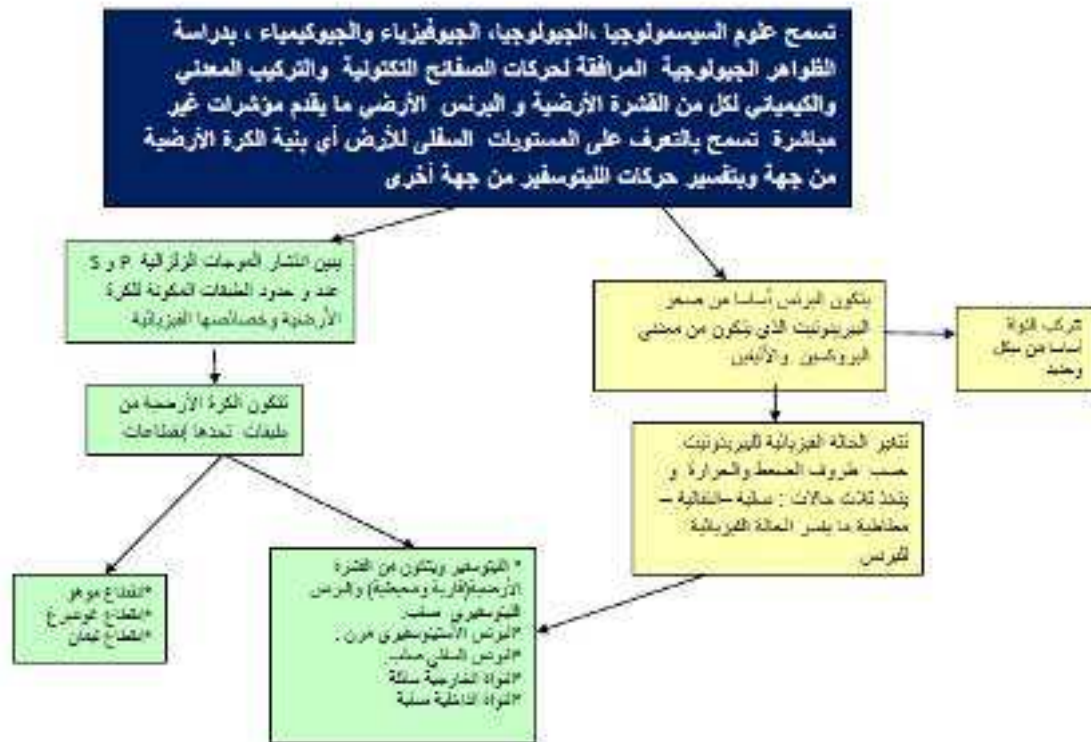 تسمح علوم السيسمولوجيا ،الجيولوجيا، الجيوفيزياء والجيوكيمياء ، بدراسة
الظواهر الجيولوجية المرافقة لحركات الصفائح التكتونية والتركيب المعدني
والكيميائي لكل من القشرة الأرضية و البرنس الأرضي ما يقدم مؤشرات غير
مباشرة تسمح بالتعرف على المستويات السفلى للأرض أي بنية الكرة الأرضية
من جهة وبتفسير حركات الليتوسفير من جهة أخرى
يبين انتشار الموجات الزلزالية P و S
عدد و حدود الطبقات المكونة للكرة
الأرضية وخصائصها الفيزيائية
يتكون البرنس أساسا من صخر
البيريدوتيت الذي يتكون من معدني
البيروكسين والأليفين
تتركب النواة
أساسا من نيكل
وحديد
تتكون الكرة الأرضية من
طبقات تحدها إنقطاعات
تتغير الحالة الفيزيائية للبيريدوتيت
حسب ظروف الضغط والحرارة و
يتخذ ثلاث حالات : صلبة –انتقالية –
مطاطية ما يفسر الحالة الفيزيائية
للبرنس
*انقطاع موهو
*انقطاع غوتنبرغ
*انقطاع ليمان
* الليتوسفير ويتكون من القشرة
الأرضية(قارية ومحيطية) والبرنس
الليتوسفيري صلب.
*البرنس الأستينوسفيري مرن :
*البرنس السفلي صلب.
*النواة الخارجية سائلة
*النواة الداخلية صلبة